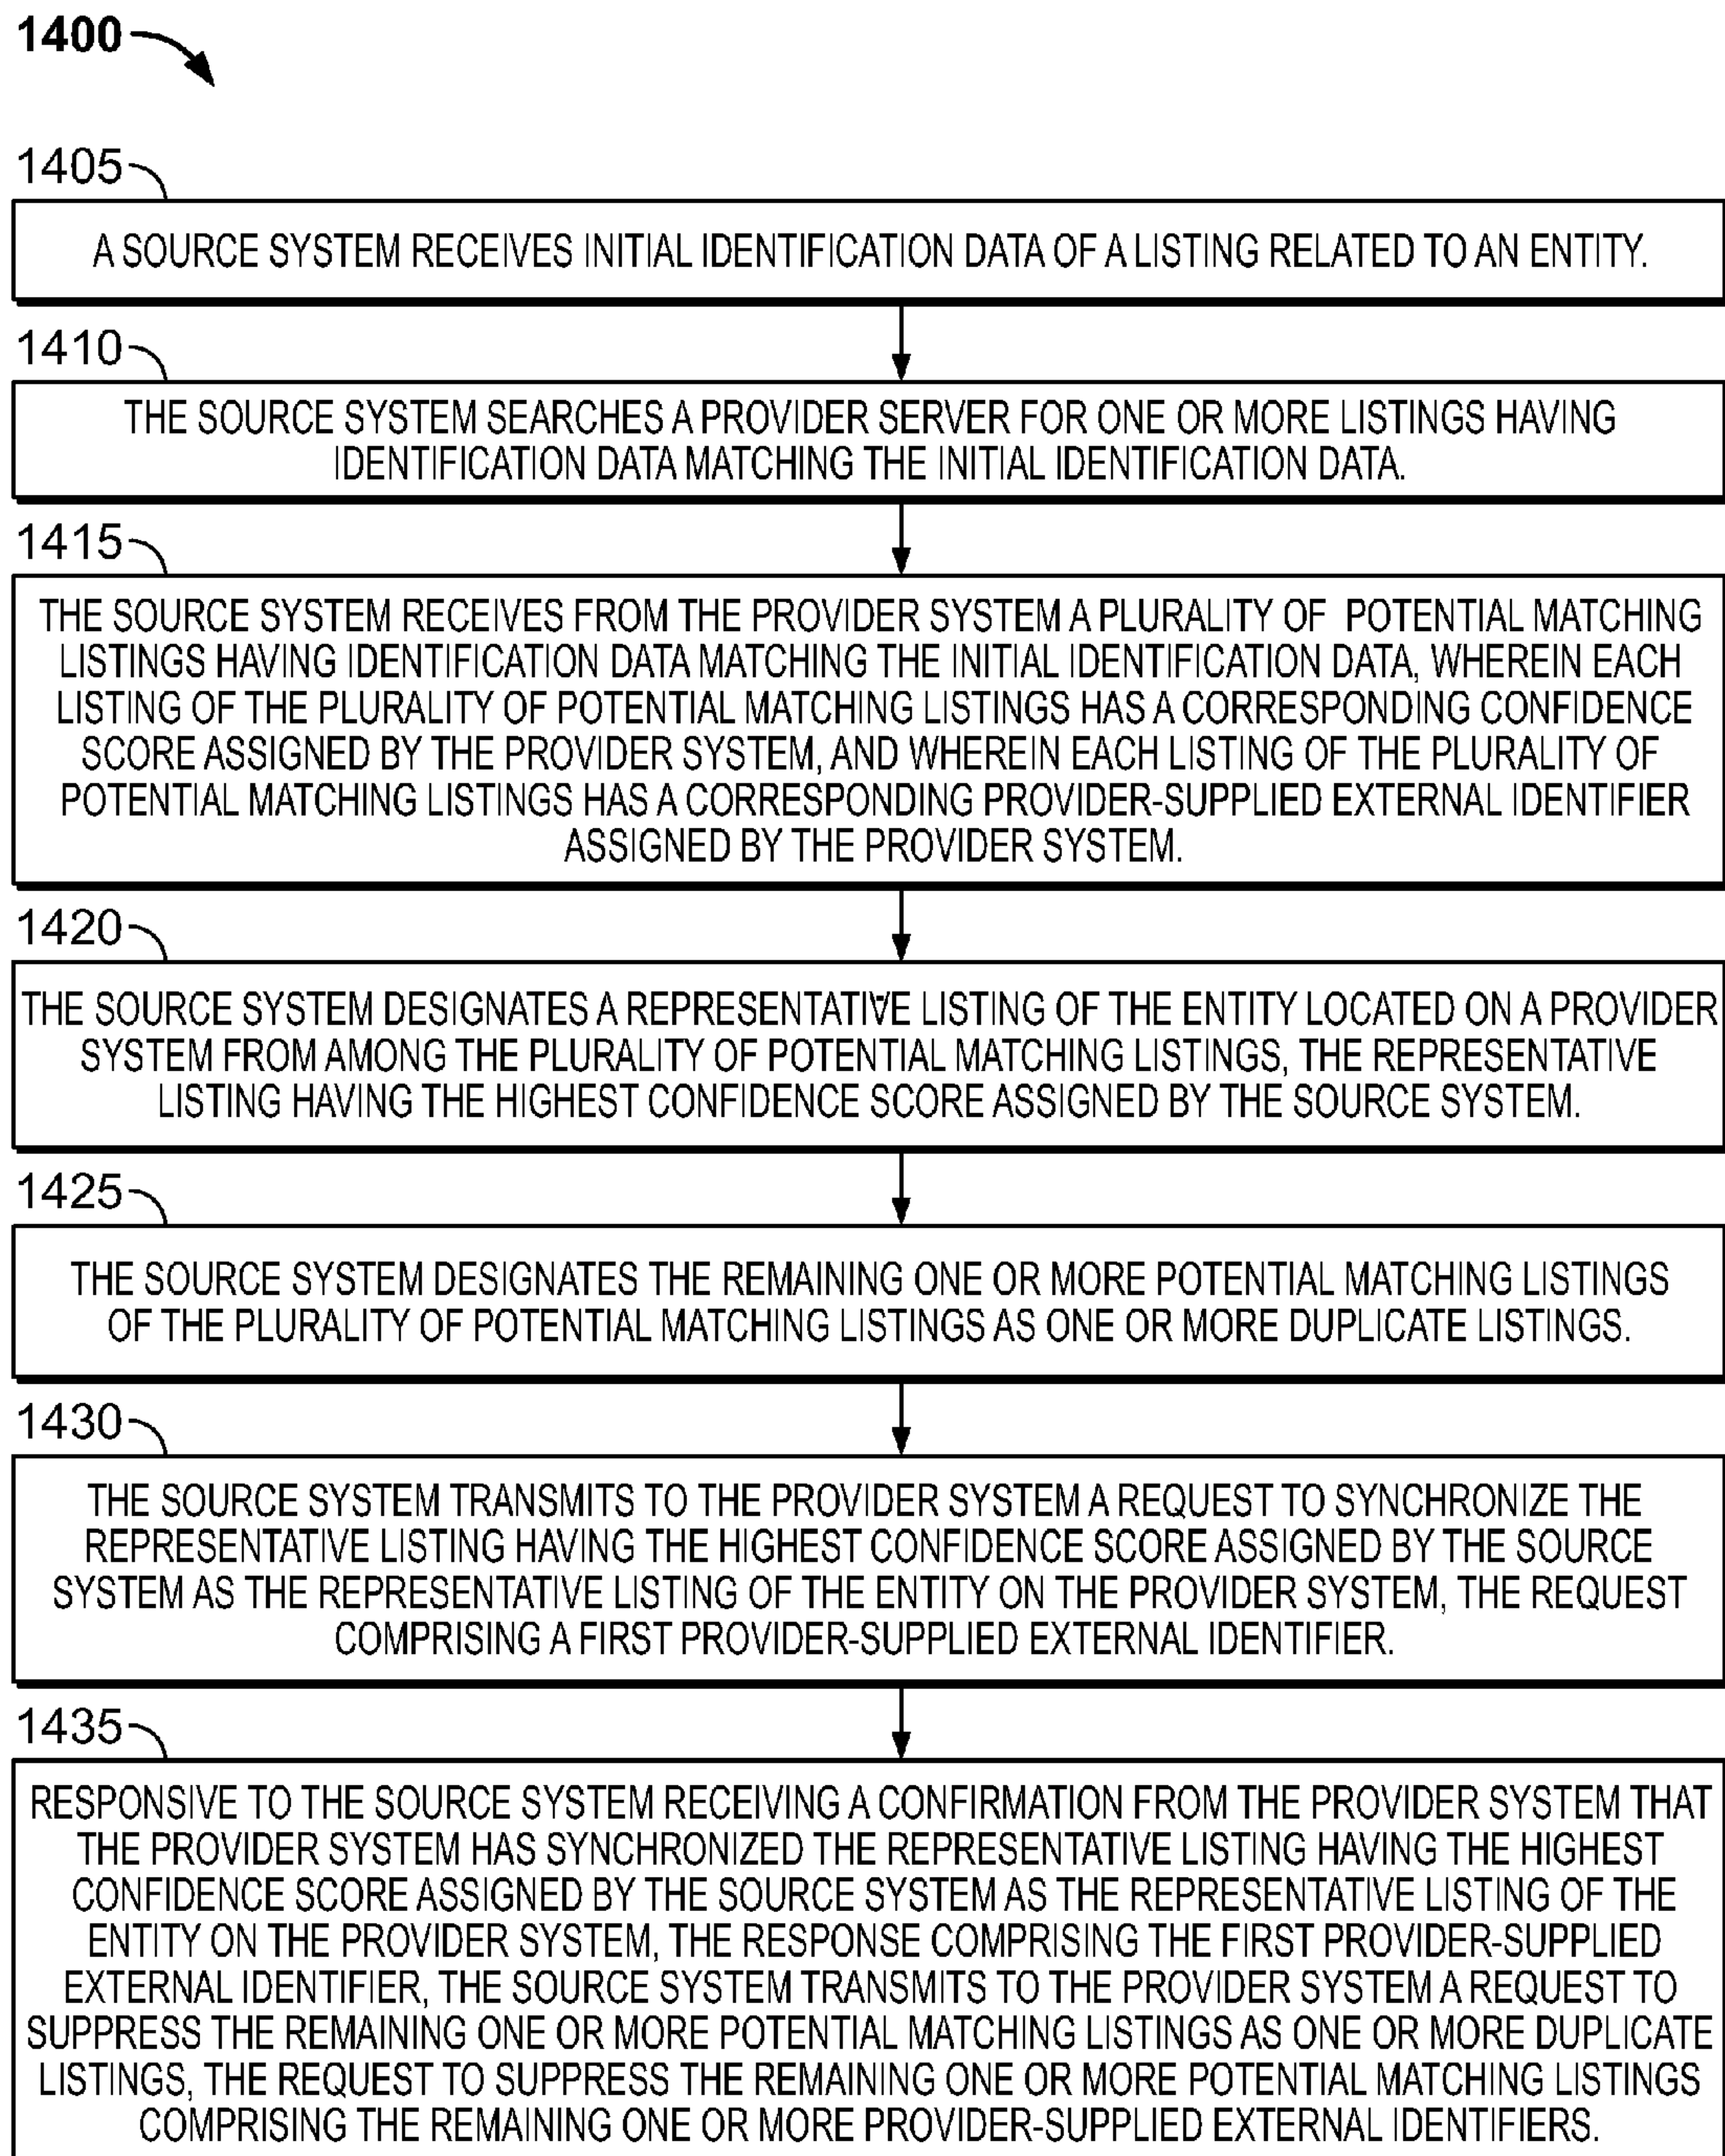 1400
1405
A SOURCE SYSTEM RECEIVES INITIAL IDENTIFICATION DATA OF A LISTING RELATED TO AN ENTITY.
1410
THE SOURCE SYSTEM SEARCHES A PROVIDER SERVER FOR ONE OR MORE LISTINGS HAVING
IDENTIFICATION DATA MATCHING THE INITIAL IDENTIFICATION DATA.
1415
THE SOURCE SYSTEM RECEIVES FROM THE PROVIDER SYSTEM A PLURALITY OF POTENTIAL MATCHING
LISTINGS HAVING IDENTIFICATION DATA MATCHING THE INITIAL IDENTIFICATION DATA, WHEREIN EACH
LISTING OF THE PLURALITY OF POTENTIAL MATCHING LISTINGS HAS A CORRESPONDING CONFIDENCE
SCORE ASSIGNED BY THE PROVIDER SYSTEM, AND WHEREIN EACH LISTING OF THE PLURALITY OF
POTENTIAL MATCHING LISTINGS HAS A CORRESPONDING PROVIDER-SUPPLIED EXTERNAL IDENTIFIER
ASSIGNED BY THE PROVIDER SYSTEM.
1420
THE SOURCE SYSTEM DESIGNATES A REPRESENTATIVE LISTING OF THE ENTITY LOCATED ON A PROVIDER
SYSTEM FROM AMONG THE PLURALITY OF POTENTIAL MATCHING LISTINGS, THE REPRESENTATIVE
LISTING HAVING THE HIGHEST CONFIDENCE SCORE ASSIGNED BY THE SOURCE SYSTEM.
1425
THE SOURCE SYSTEM DESIGNATES THE REMAINING ONE OR MORE POTENTIAL MATCHING LISTINGS
OF THE PLURALITY OF POTENTIAL MATCHING LISTINGS AS ONE OR MORE DUPLICATE LISTINGS.
1430
THE SOURCE SYSTEM TRANSMITS TO THE PROVIDER SYSTEM A REQUEST TO SYNCHRONIZE THE
REPRESENTATIVE LISTING HAVING THE HIGHEST CONFIDENCE SCORE ASSIGNED BY THE SOURCE
SYSTEM AS THE REPRESENTATIVE LISTING OF THE ENTITY ON THE PROVIDER SYSTEM, THE REQUEST
COMPRISING A FIRST PROVIDER-SUPPLIED EXTERNAL IDENTIFIER.
1435
RESPONSIVE TO THE SOURCE SYSTEM RECEIVING A CONFIRMATION FROM THE PROVIDER SYSTEM THAT
THE PROVIDER SYSTEM HAS SYNCHRONIZED THE REPRESENTATIVE LISTING HAVING THE HIGHEST
CONFIDENCE SCORE ASSIGNED BY THE SOURCE SYSTEM AS THE REPRESENTATIVE LISTING OF THE
ENTITY ON THE PROVIDER SYSTEM, THE RESPONSE COMPRISING THE FIRST PROVIDER-SUPPLIED
EXTERNAL IDENTIFIER, THE SOURCE SYSTEM TRANSMITS TO THE PROVIDER SYSTEM A REQUEST TO
SUPPRESS THE REMAINING ONE OR MORE POTENTIAL MATCHING LISTINGS AS ONE OR MORE DUPLICATE
LISTINGS, THE REQUEST TO SUPPRESS THE REMAINING ONE OR MORE POTENTIAL MATCHING LISTINGS
COMPRISING THE REMAINING ONE OR MORE PROVIDER-SUPPLIED EXTERNAL IDENTIFIERS.